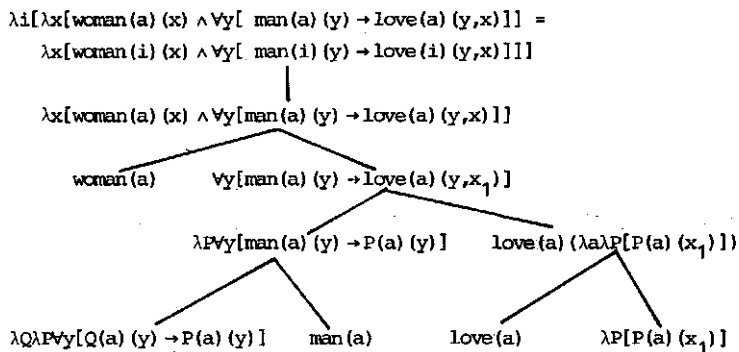 λi[λx[woman(a)(x) ∧ ∀y[ man(a)(y) → love(a)(y,x)]] =
λx[woman(i)(x) ∧ ∀y[ man(i)(y) → love(i)(y,x)]]]
λx[woman(a)(x) ∧ ∀y[man(a)(y) → love(a)(y,x)]]
woman(a) ∀y[man(a)(y) → love(a)(y,x₁)]
λP∀y[man(a)(y) → P(a)(y)] love(a)(λaλP[P(a)(x₁)])
λQλP∀y[Q(a)(y) → P(a)(y)] man(a) love(a) λP[P(a)(x₁)]